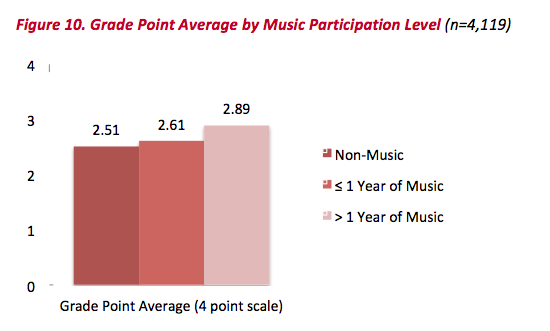 Figure 10. Grade Point Average by Music Participation Level (n=4,119)
4
3
2
1
0
2.51
2.61
2.89
Non-Music
≤ 1 Year of Music
> 1 Year of Music
Grade Point Average (4 point scale)